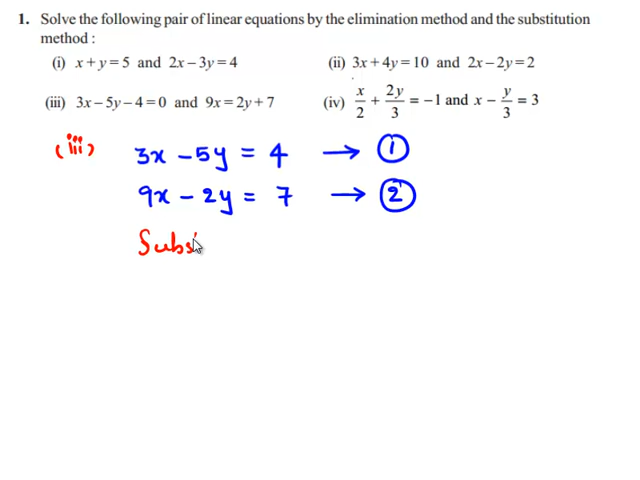 1. Solve the following pair of linear equations by the elimination method and the substitution
method :
(i) x + y = 5 and 2x – 3y = 4 (ii) 3x + 4y = 10 and 2x – 2y = 2
(iii) 3x – 5y – 4 = 0 and 9x = 2y + 7 (iv) x/2 + 2y/3 = –1 and x – y/3 = 3
(iii) 3x – 5y = 4 → ①
9x – 2y = 7 → ②
Subs